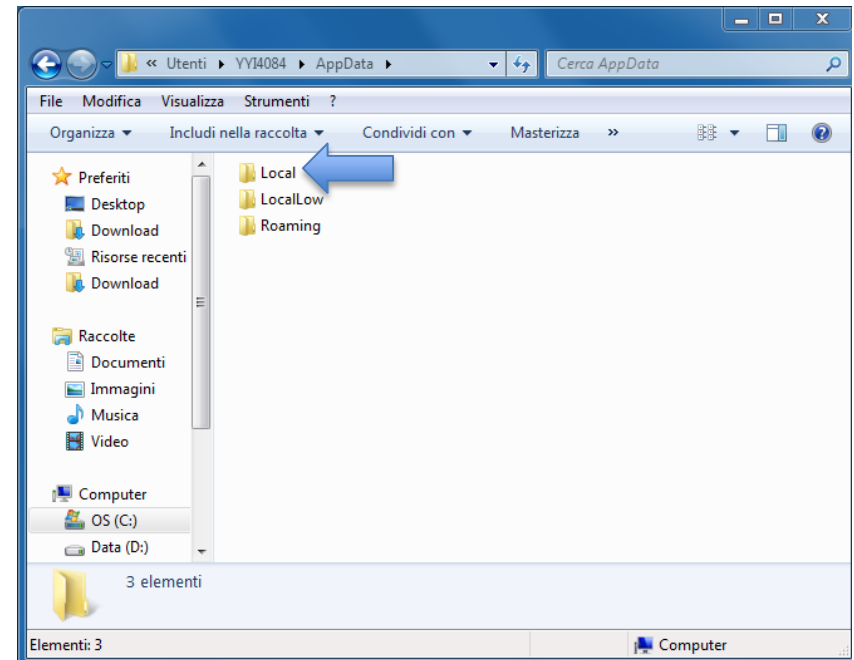 « Utenti ▸ YYI4084 ▸ AppData ▸
Cerca AppData
File Modifica Visualizza Strumenti ?
Organizza Includi nella raccolta Condividi con Masterizza »
Preferiti
Desktop
Download
Risorse recenti
Download
Raccolte
Documenti
Immagini
Musica
Video
Computer
OS (C:)
Data (D:)
Local
LocalLow
Roaming
3 elementi
Elementi: 3
Computer